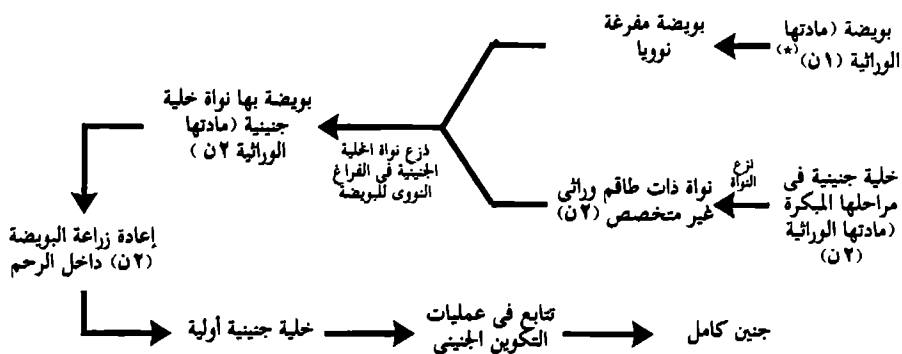 بويضة (مادتها
الوراثية (١ن) (*)
بويضة مفرغة
نوويا
خلية جنينية فى
مراحلها المبكرة
(مادتها الوراثية
(٢ن)
نزع
النواة
نواة ذات طاقم وراثى
غير متخصص (٢ن)
ذزع نواة الخلية
الجنينية فى الفراغ
النووى للبويضة
بويضة بها نواة خلية
جنينية (مادتها
الوراثية ٢ن )
إعادة زراعة البويضة
(٢ن) داخل الرحم
خلية جنينية أولية
تتابع فى عمليات
التكوين الجنينى
جنين كامل